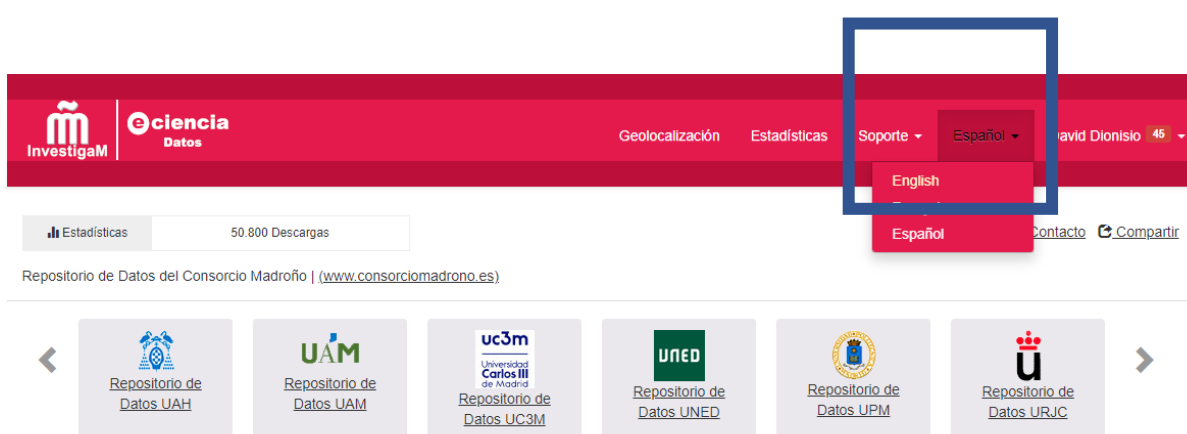 InvestigaM
eciencia
Datos
Geolocalización
Estadísticas
Soporte
Español
David Dionisio 45
English
Español
Estadísticas
50.800 Descargas
Contacto
Compartir
Repositorio de Datos del Consorcio Madroño | (www.consorciomadrono.es)
Repositorio de
Datos UAH
UAM
Repositorio de
Datos UAM
uc3m
Universidad
Carlos III
de Madrid
Repositorio de
Datos UC3M
UNED
Repositorio de
Datos UNED
Repositorio de
Datos UPM
ü
Repositorio de
Datos URJC